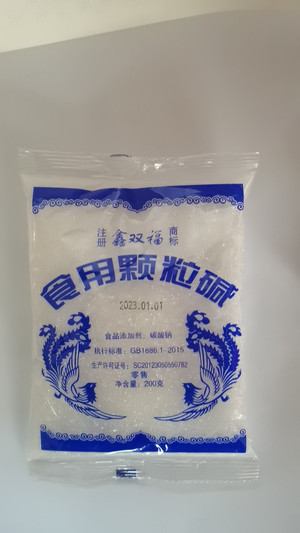 注册 鑫双福 商标
食用颗粒碱
2023.01.01
食品添加剂：碳酸钠
执行标准：GB1886.1-2015
生产许可证号：SC20123050550782
零售
净含量：200克